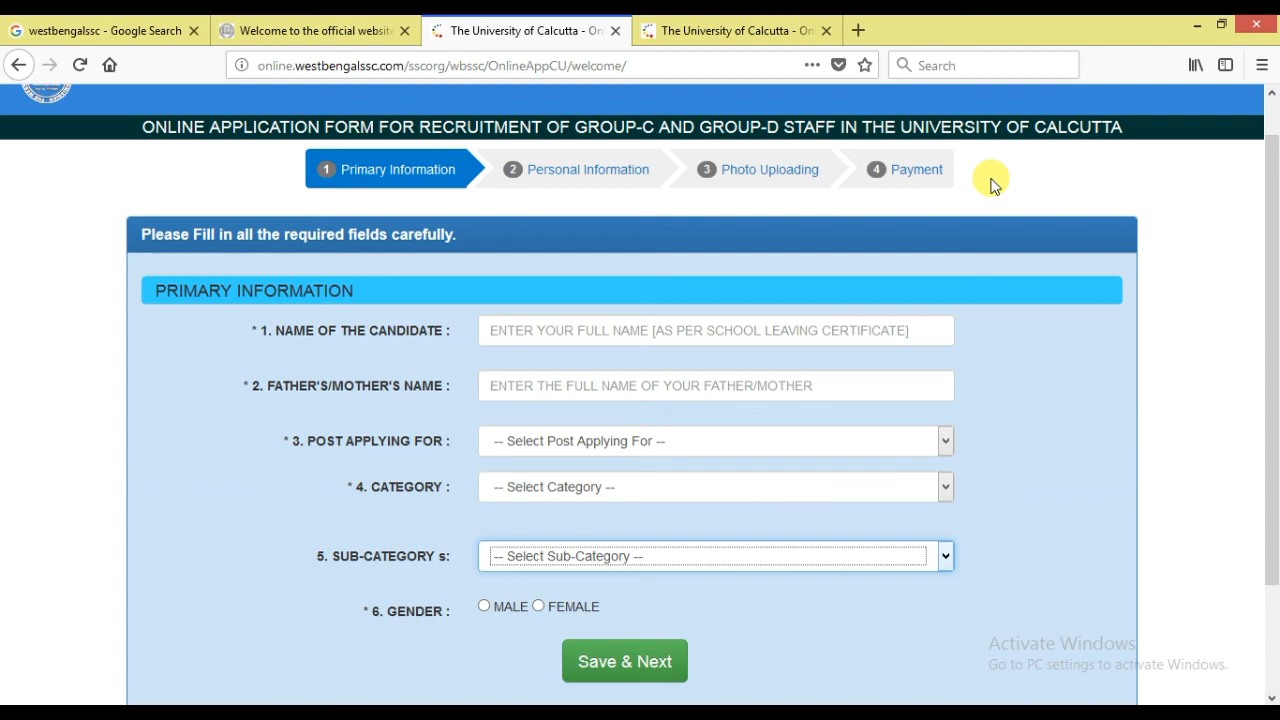 westbengalssc - Google Search
Welcome to the official website
The University of Calcutta - Onl
The University of Calcutta - Onl
online.westbengalssc.com/sscorg/wbssc/OnlineAppCU/welcome/
Search
ONLINE APPLICATION FORM FOR RECRUITMENT OF GROUP-C AND GROUP-D STAFF IN THE UNIVERSITY OF CALCUTTA
1 Primary Information
2 Personal Information
3 Photo Uploading
4 Payment
Please Fill in all the required fields carefully.
PRIMARY INFORMATION
* 1. NAME OF THE CANDIDATE : ENTER YOUR FULL NAME [AS PER SCHOOL LEAVING CERTIFICATE]
* 2. FATHER'S/MOTHER'S NAME : ENTER THE FULL NAME OF YOUR FATHER/MOTHER
* 3. POST APPLYING FOR : -- Select Post Applying For --
* 4. CATEGORY : -- Select Category --
5. SUB-CATEGORY s: -- Select Sub-Category --
* 6. GENDER : MALE FEMALE
Save & Next
Activate Windows
Go to PC settings to activate Windows.